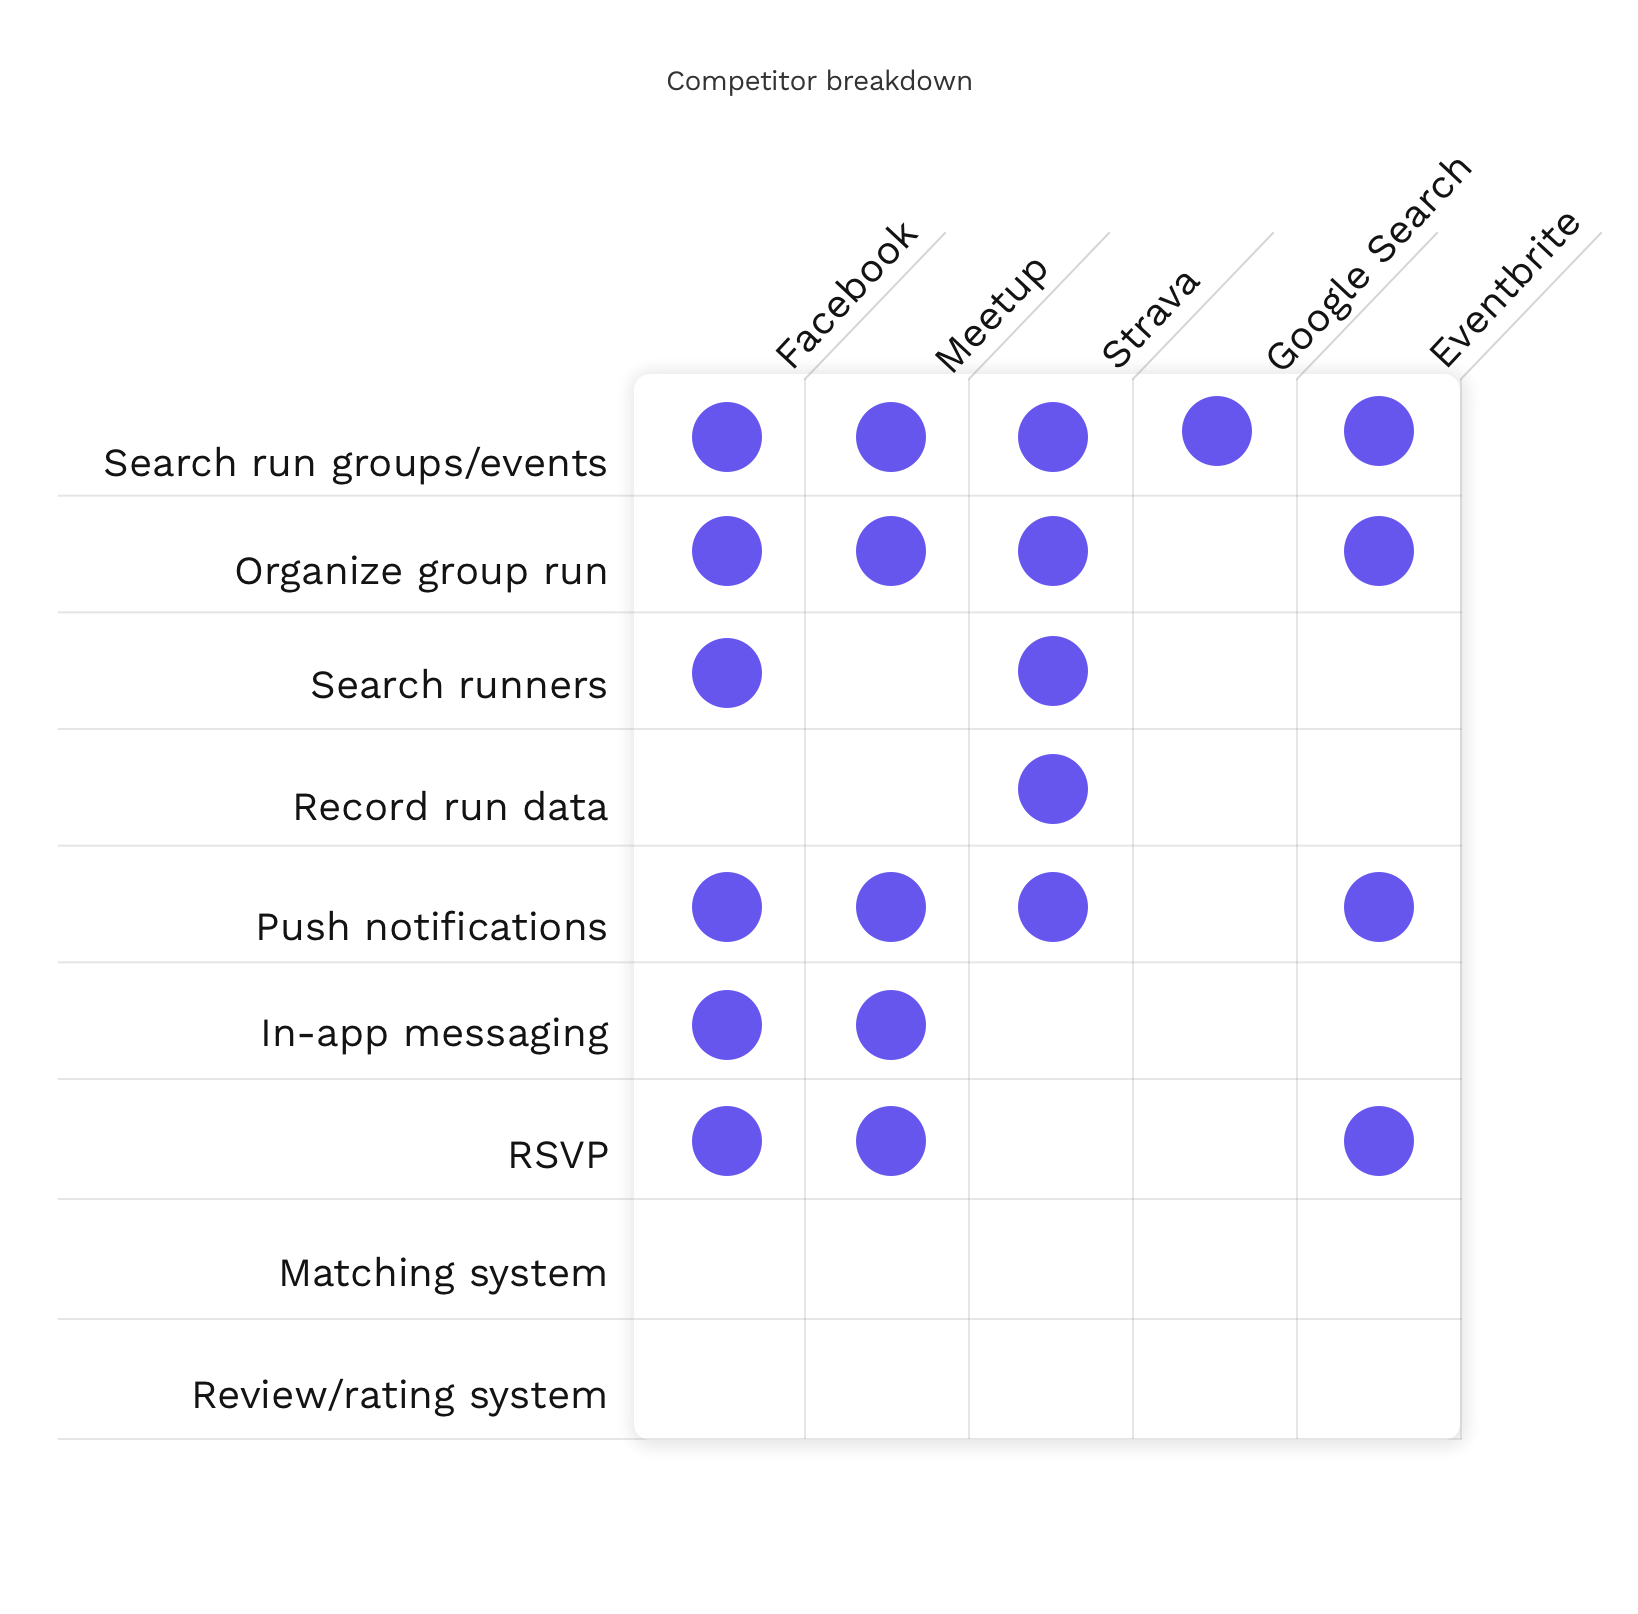 Competitor breakdown
Facebook
Meetup
Strava
Google Search
Eventbrite
Search run groups/events
Organize group run
Search runners
Record run data
Push notifications
In-app messaging
RSVP
Matching system
Review/rating system